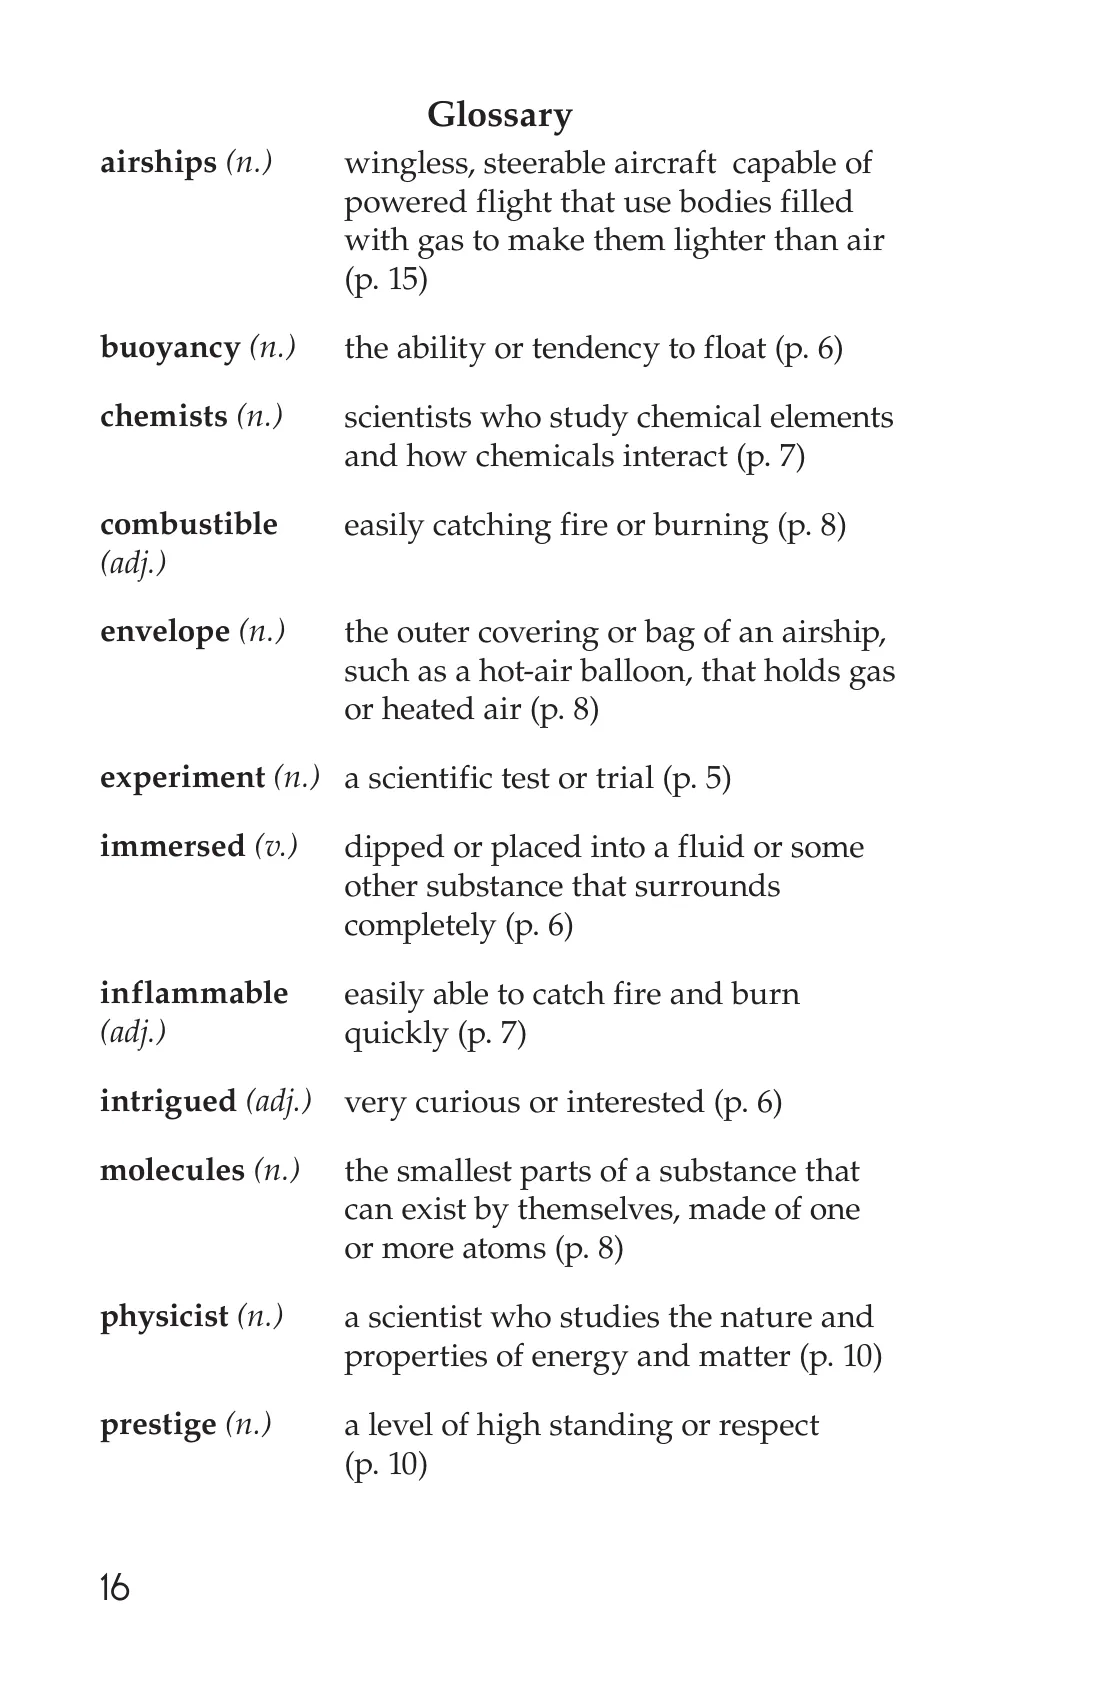 Glossary
airships (n.) wingless, steerable aircraft capable of
powered flight that use bodies filled
with gas to make them lighter than air
(p. 15)
buoyancy (n.) the ability or tendency to float (p. 6)
chemists (n.) scientists who study chemical elements
and how chemicals interact (p. 7)
combustible easily catching fire or burning (p. 8)
(adj.)
envelope (n.) the outer covering or bag of an airship,
such as a hot-air balloon, that holds gas
or heated air (p. 8)
experiment (n.) a scientific test or trial (p. 5)
immersed (v.) dipped or placed into a fluid or some
other substance that surrounds
completely (p. 6)
inflammable easily able to catch fire and burn
(adj.) quickly (p. 7)
intrigued (adj.) very curious or interested (p. 6)
molecules (n.) the smallest parts of a substance that
can exist by themselves, made of one
or more atoms (p. 8)
physicist (n.) a scientist who studies the nature and
properties of energy and matter (p. 10)
prestige (n.) a level of high standing or respect
(p. 10)
16